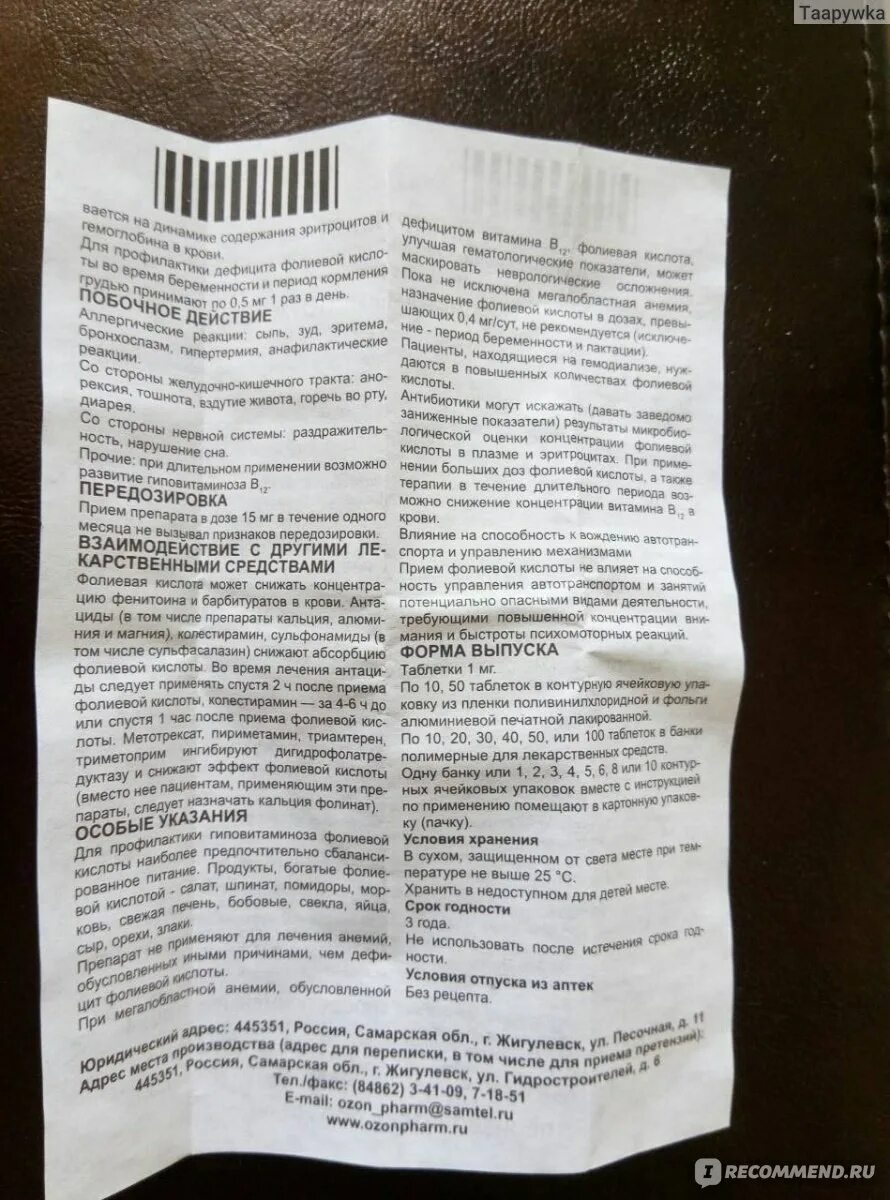 Таарywka
вается на динамике содержания эритроцитов и
гемоглобина в крови.
Для профилактики дефицита фолиевой кисло-
ты во время беременности и период кормления
грудью принимают по 0,5 мг 1 раз в день.
ПОБОЧНОЕ ДЕЙСТВИЕ
Аллергические реакции: сыпь, зуд, эритема,
бронхоспазм, гипертермия, анафилактические
реакции.
Со стороны желудочно-кишечного тракта: ано-
рексия, тошнота, вздутие живота, горечь во рту,
диарея.
Со стороны нервной системы: раздражитель-
ность, нарушение сна.
Прочие: при длительном применении возможно
развитие гиповитаминоза B12.
ПЕРЕДОЗИРОВКА
Прием препарата в дозе 15 мг в течение одного
месяца не вызывал признаков передозировки.
ВЗАИМОДЕЙСТВИЕ С ДРУГИМИ ЛЕ-
КАРСТВЕННЫМИ СРЕДСТВАМИ
Фолиевая кислота может снижать концентра-
цию фенитоина и барбитуратов в крови. Анта-
циды (в том числе препараты кальция, алюми-
ния и магния), колестирамин, сульфонамиды (в
том числе сульфасалазин) снижают абсорбцию
фолиевой кислоты. Во время лечения антаци-
ды следует применять спустя 2 ч после приема
фолиевой кислоты, колестирамин — за 4-6 ч до
или спустя 1 час после приема фолиевой кис-
лоты. Метотрексат, пириметамин, триамтерен,
триметоприм ингибируют дигидрофолатре-
дуктазу и снижают эффект фолиевой кислоты
(вместо нее пациентам, применяющим эти пре-
параты, следует назначать кальция фолинат).
ОСОБЫЕ УКАЗАНИЯ
Для профилактики гиповитаминоза фолиевой
кислоты наиболее предпочтительно сбаланси-
рованное питание. Продукты, богатые фолие-
вой кислотой - салат, шпинат, помидоры, мор-
ковь, свежая печень, бобовые, свекла, яйца,
сыр, орехи, злаки.
Препарат не применяют для лечения анемий,
обусловленных иными причинами, чем дефи-
цит фолиевой кислоты.
При мегалобластной анемии, обусловленной
дефицитом витамина B12, фолиевая кислота,
улучшая гематологические показатели, может
маскировать неврологические осложнения.
Пока не исключена мегалобластная анемия,
назначение фолиевой кислоты в дозах, превы-
шающих 0,4 мг/сут, не рекомендуется (исключе-
ние - период беременности и лактации).
Пациенты, находящиеся на гемодиализе, нуж-
даются в повышенных количествах фолиевой
кислоты.
Антибиотики могут искажать (давать заведомо
заниженные показатели) результаты микробио-
логической оценки концентрации фолиевой
кислоты в плазме и эритроцитах. При приме-
нении больших доз фолиевой кислоты, а также
терапии в течение длительного периода воз-
можно снижение концентрации витамина B12 в
крови.
Влияние на способность к вождению автотран-
спорта и управлению механизмами
Прием фолиевой кислоты не влияет на способ-
ность управления автотранспортом и занятий
потенциально опасными видами деятельности,
требующими повышенной концентрации вни-
мания и быстроты психомоторных реакций.
ФОРМА ВЫПУСКА
Таблетки 1 мг.
По 10, 50 таблеток в контурную ячейковую упа-
ковку из пленки поливинилхлоридной и фольги
алюминиевой печатной лакированной.
По 10, 20, 30, 40, 50, или 100 таблеток в банки
полимерные для лекарственных средств.
Одну банку или 1, 2, 3, 4, 5, 6, 8 или 10 контур-
ных ячейковых упаковок вместе с инструкцией
по применению помещают в картонную упаков-
ку (пачку).
Условия хранения
В сухом, защищенном от света месте при тем-
пературе не выше 25 °С.
Хранить в недоступном для детей месте.
Срок годности
3 года.
Не использовать после истечения срока год-
ности.
Условия отпуска из аптек
Без рецепта.
Юридический адрес: 445351, Россия, Самарская обл., г. Жигулевск, ул. Песочная, д. 11
Адрес места производства (адрес для переписки, в том числе для приема претензий):
445351, Россия, Самарская обл., г. Жигулевск, ул. Гидростроителей, д. 6
Тел./факс: (84862) 3-41-09, 7-18-51
E-mail: ozon_pharm@samtel.ru
www.ozonpharm.ru
IRECOMMEND.RU